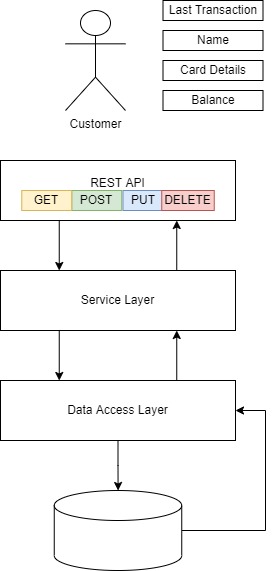 Last Transaction
Name
Card Details
Balance
Customer
REST API
GET POST PUT DELETE
Service Layer
Data Access Layer